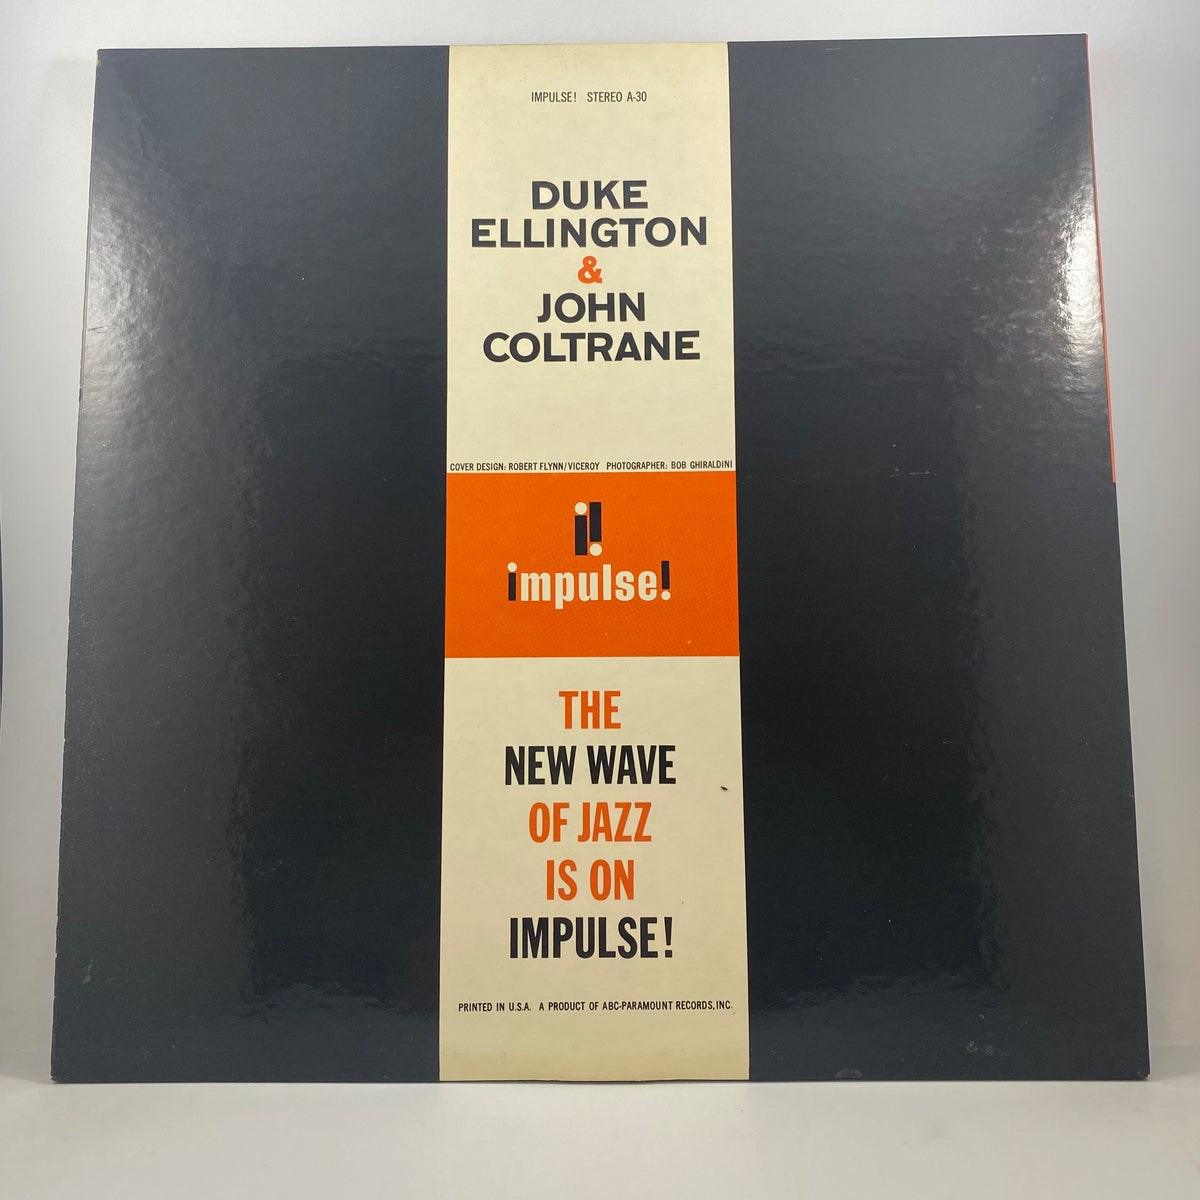 IMPULSE! STEREO A-30
DUKE
ELLINGTON
&
JOHN
COLTRANE
COVER DESIGN: ROBERT FLYNN/VICEROY PHOTOGRAPHER: BOB GHIRALDINI
i!
impulse!
THE
NEW WAVE
OF JAZZ
IS ON
IMPULSE!
PRINTED IN U.S.A. A PRODUCT OF ABC-PARAMOUNT RECORDS, INC.